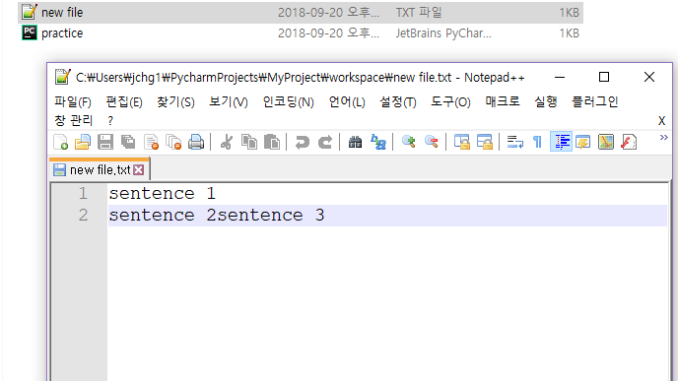 new file 2018-09-20 오후... TXT 파일 1KB
practice 2018-09-20 오후... JetBrains PyChar... 1KB
C:₩Users₩jchg1₩PycharmProjects₩MyProject₩workspace₩new file.txt - Notepad++
파일(F) 편집(E) 찾기(S) 보기(V) 인코딩(N) 언어(L) 설정(T) 도구(O) 매크로 실행 플러그인
창 관리 ? X
new file.txt
1 sentence 1
2 sentence 2sentence 3